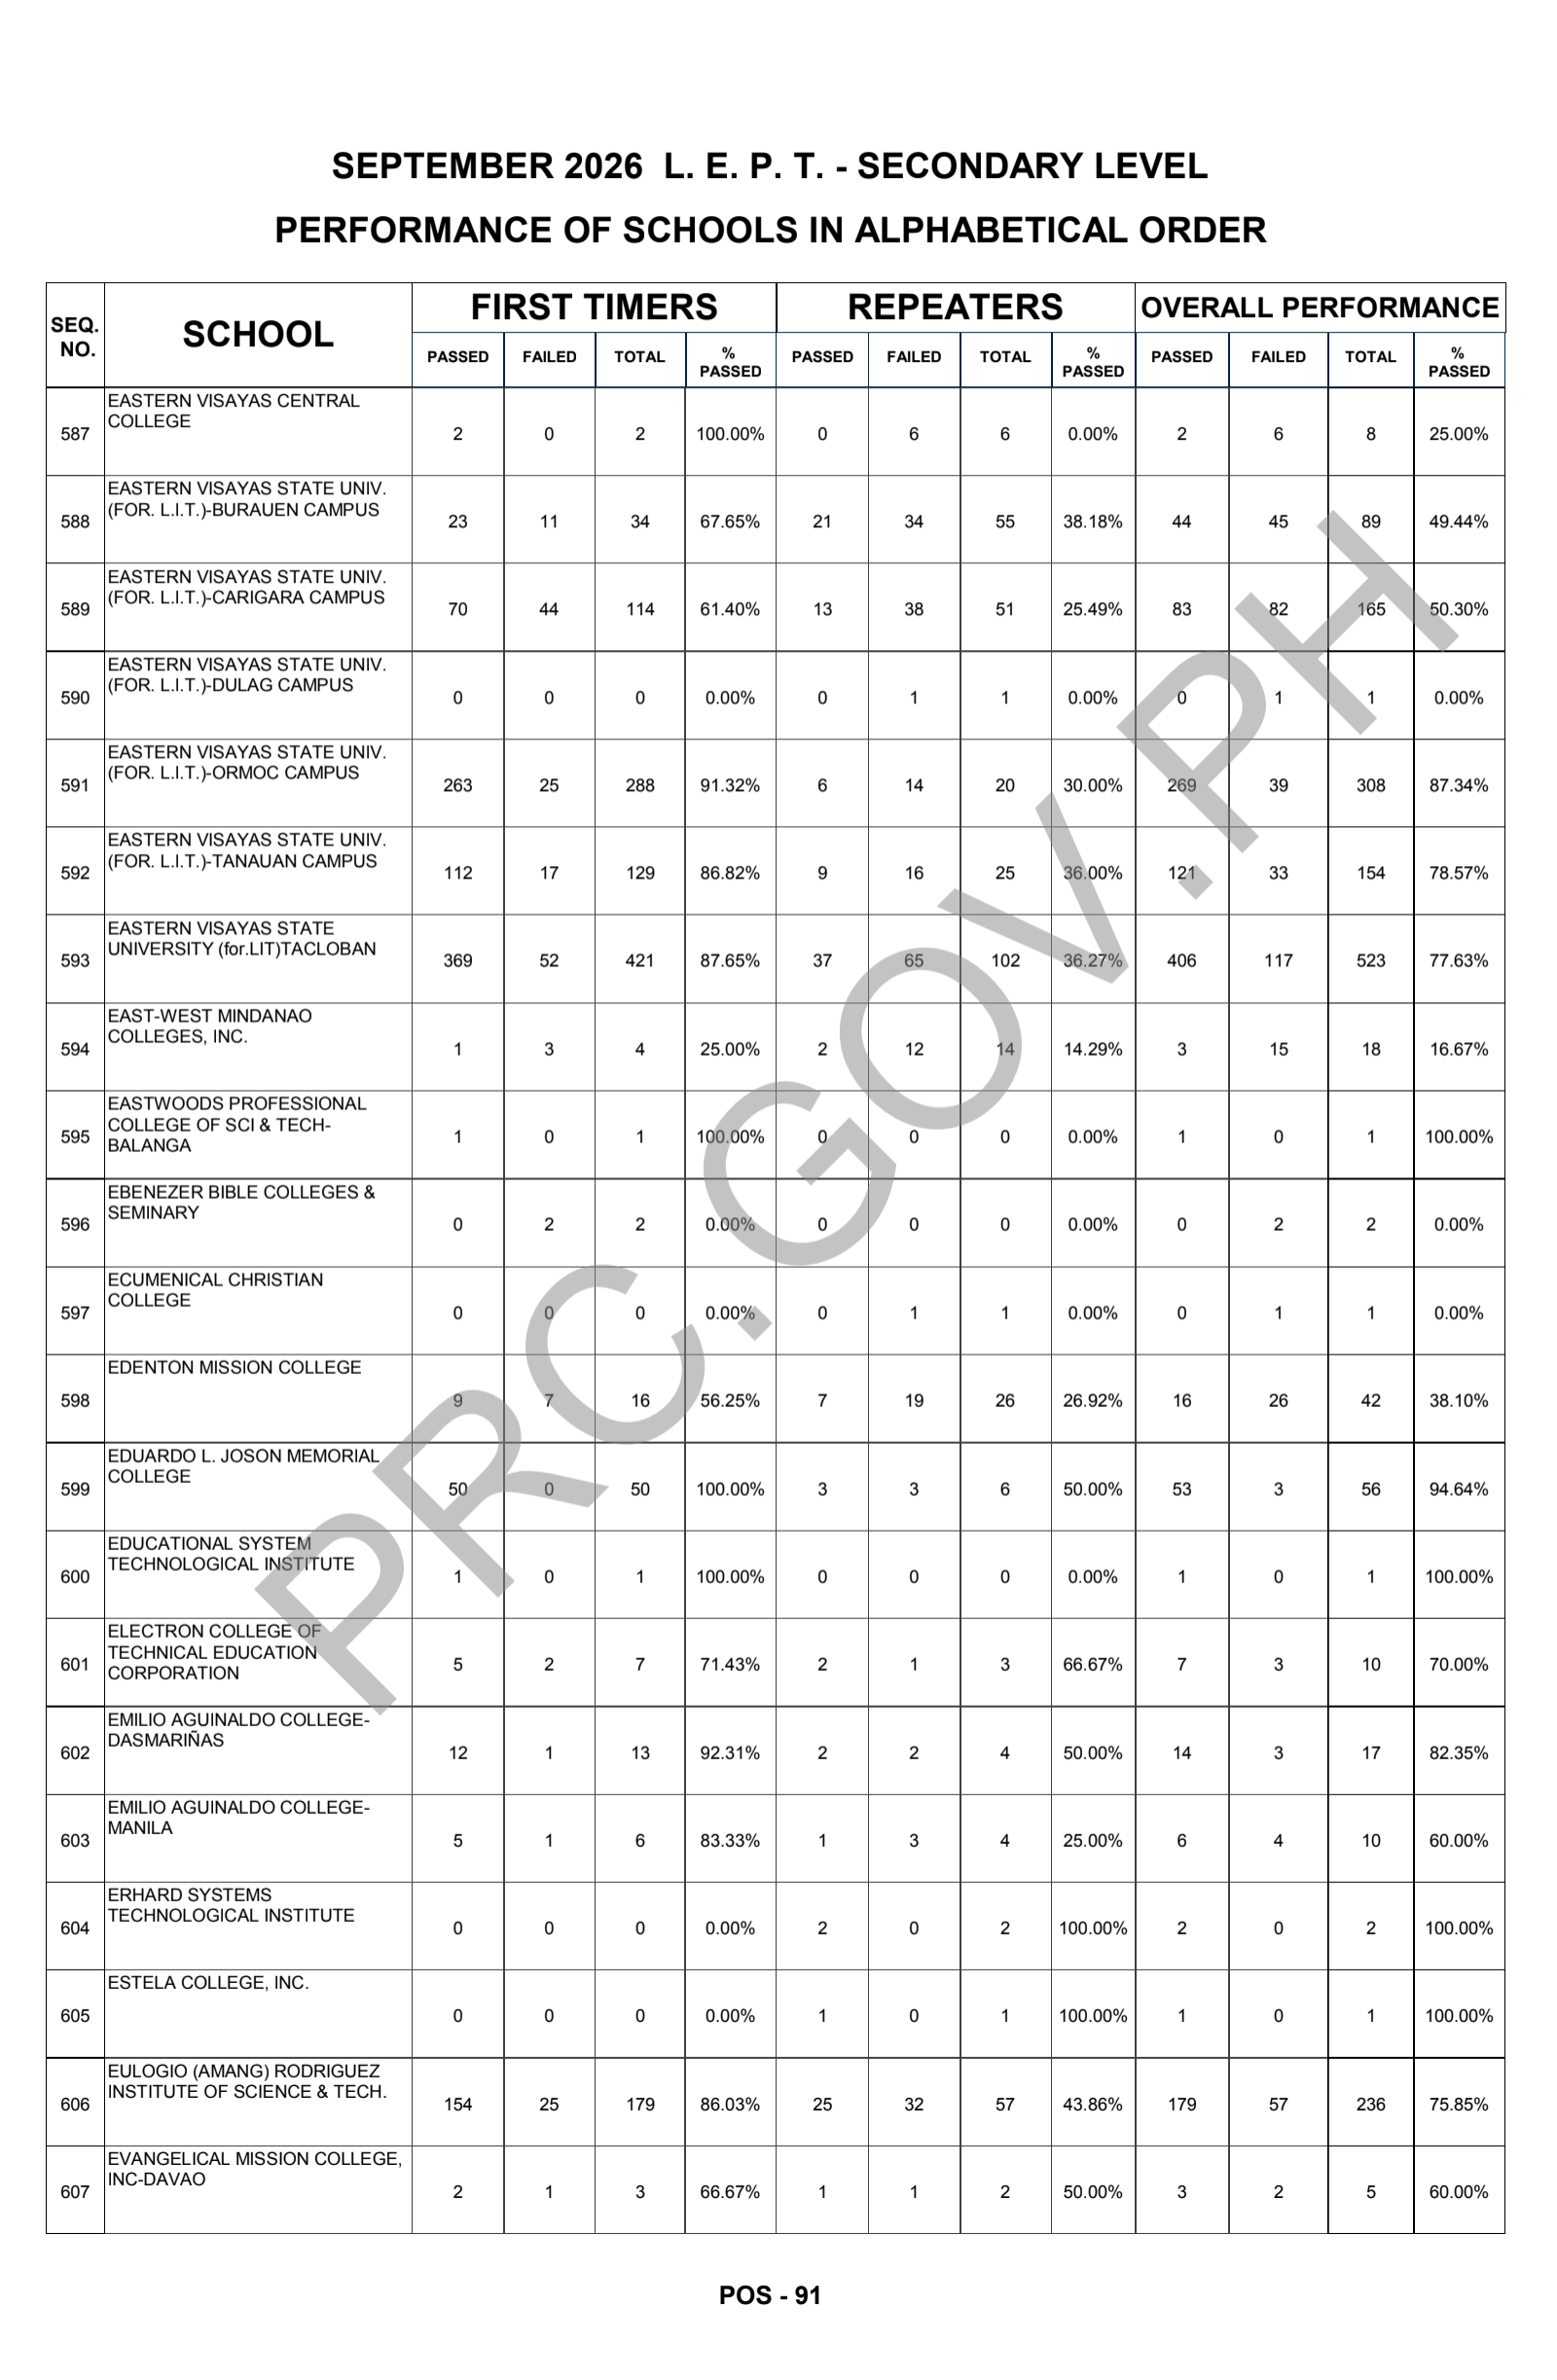 SEPTEMBER 2026 L. E. P. T. - SECONDARY LEVEL
PERFORMANCE OF SCHOOLS IN ALPHABETICAL ORDER
SEQ. NO. SCHOOL FIRST TIMERS REPEATERS OVERALL PERFORMANCE
PASSED FAILED TOTAL % PASSED PASSED FAILED TOTAL % PASSED PASSED FAILED TOTAL % PASSED
EASTERN VISAYAS CENTRAL
COLLEGE
587 2 0 2 100.00% 0 6 6 0.00% 2 6 8 25.00%
EASTERN VISAYAS STATE UNIV.
(FOR. L.I.T.)-BURAUEN CAMPUS
588 23 11 34 67.65% 21 34 55 38.18% 44 45 89 49.44%
EASTERN VISAYAS STATE UNIV.
(FOR. L.I.T.)-CARIGARA CAMPUS
589 70 44 114 61.40% 13 38 51 25.49% 83 82 165 50.30%
EASTERN VISAYAS STATE UNIV.
(FOR. L.I.T.)-DULAG CAMPUS
590 0 0 0 0.00% 0 1 1 0.00% 0 1 1 0.00%
EASTERN VISAYAS STATE UNIV.
(FOR. L.I.T.)-ORMOC CAMPUS
591 263 25 288 91.32% 6 14 20 30.00% 269 39 308 87.34%
EASTERN VISAYAS STATE UNIV.
(FOR. L.I.T.)-TANAUAN CAMPUS
592 112 17 129 86.82% 9 16 25 36.00% 121 33 154 78.57%
EASTERN VISAYAS STATE
UNIVERSITY (for.LIT)TACLOBAN
593 369 52 421 87.65% 37 65 102 36.27% 406 117 523 77.63%
EAST-WEST MINDANAO
COLLEGES, INC.
594 1 3 4 25.00% 2 12 14 14.29% 3 15 18 16.67%
EASTWOODS PROFESSIONAL
COLLEGE OF SCI & TECH-
BALANGA
595 1 0 1 100.00% 0 0 0 0.00% 1 0 1 100.00%
EBENEZER BIBLE COLLEGES &
SEMINARY
596 0 2 2 0.00% 0 0 0 0.00% 0 2 2 0.00%
ECUMENICAL CHRISTIAN
COLLEGE
597 0 0 0 0.00% 0 1 1 0.00% 0 1 1 0.00%
EDENTON MISSION COLLEGE
598 9 7 16 56.25% 7 19 26 26.92% 16 26 42 38.10%
EDUARDO L. JOSON MEMORIAL
COLLEGE
599 50 0 50 100.00% 3 3 6 50.00% 53 3 56 94.64%
EDUCATIONAL SYSTEM
TECHNOLOGICAL INSTITUTE
600 1 0 1 100.00% 0 0 0 0.00% 1 0 1 100.00%
ELECTRON COLLEGE OF
TECHNICAL EDUCATION
CORPORATION
601 5 2 7 71.43% 2 1 3 66.67% 7 3 10 70.00%
EMILIO AGUINALDO COLLEGE-
DASMARIÑAS
602 12 1 13 92.31% 2 2 4 50.00% 14 3 17 82.35%
EMILIO AGUINALDO COLLEGE-
MANILA
603 5 1 6 83.33% 1 3 4 25.00% 6 4 10 60.00%
ERHARD SYSTEMS
TECHNOLOGICAL INSTITUTE
604 0 0 0 0.00% 2 0 2 100.00% 2 0 2 100.00%
ESTELA COLLEGE, INC.
605 0 0 0 0.00% 1 0 1 100.00% 1 0 1 100.00%
EULOGIO (AMANG) RODRIGUEZ
INSTITUTE OF SCIENCE & TECH.
606 154 25 179 86.03% 25 32 57 43.86% 179 57 236 75.85%
EVANGELICAL MISSION COLLEGE,
INC-DAVAO
607 2 1 3 66.67% 1 1 2 50.00% 3 2 5 60.00%
PRC.GOV.PH
POS - 91